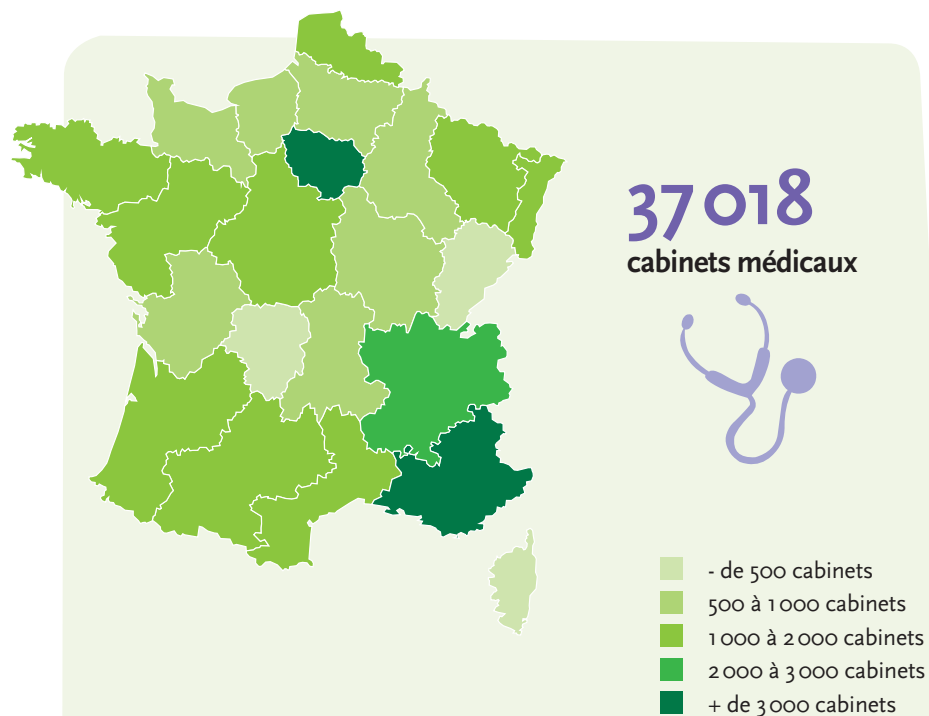 37 018
cabinets médicaux
- de 500 cabinets
500 à 1 000 cabinets
1 000 à 2 000 cabinets
2 000 à 3 000 cabinets
+ de 3 000 cabinets